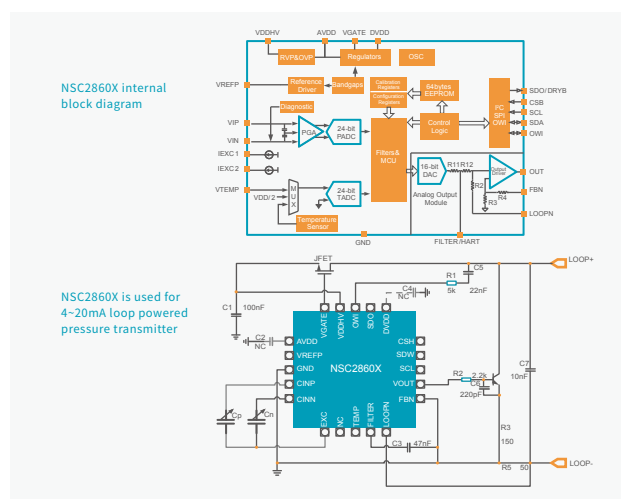 VDDHV AVDD VGATE DVDD
RVP&OVP Regulators OSC
NSC2860X internal
block diagram
VREFP Reference
Driver Bandgaps Calibration
Registers
Configuration
Registers 64bytes
EEPROM
Diagnostic
I²C
SPI
OWI
SDO/DRYB
CSB
SCL
SDA
OWI
VIP
VIN
PGA 24-bit
PADC
Control
Logic
IEXC1
IEXC2
Filters&
MCU
16-bit
DAC
R11 R12
Output
Driver
OUT
R2
FBN
R4
R3
Analog Output
Module
LOOPN
VTEMP
VDD/2
M
U
X
24-bit
TADC
Temperature
Sensor
GND FILTER/HART
NSC2860X is used for
4~20mA loop powered
pressure transmitter
JFET
LOOP+
C1 100nF
R1
5k
C5
22nF
C4
NC
C2
NC
VGATE VDDHV OWI SDO DVDD
AVDD
VREFP
GND
CINP
CINN
NSC2860X
CSH
SDW
SCL
VOUT
FBN
R2 2.2k
C6
220pF
C7
10nF
Cp Cn
EXC NC TEMP FILTER LOOPN
C3 47nF
R3
150
R5 50
LOOP-